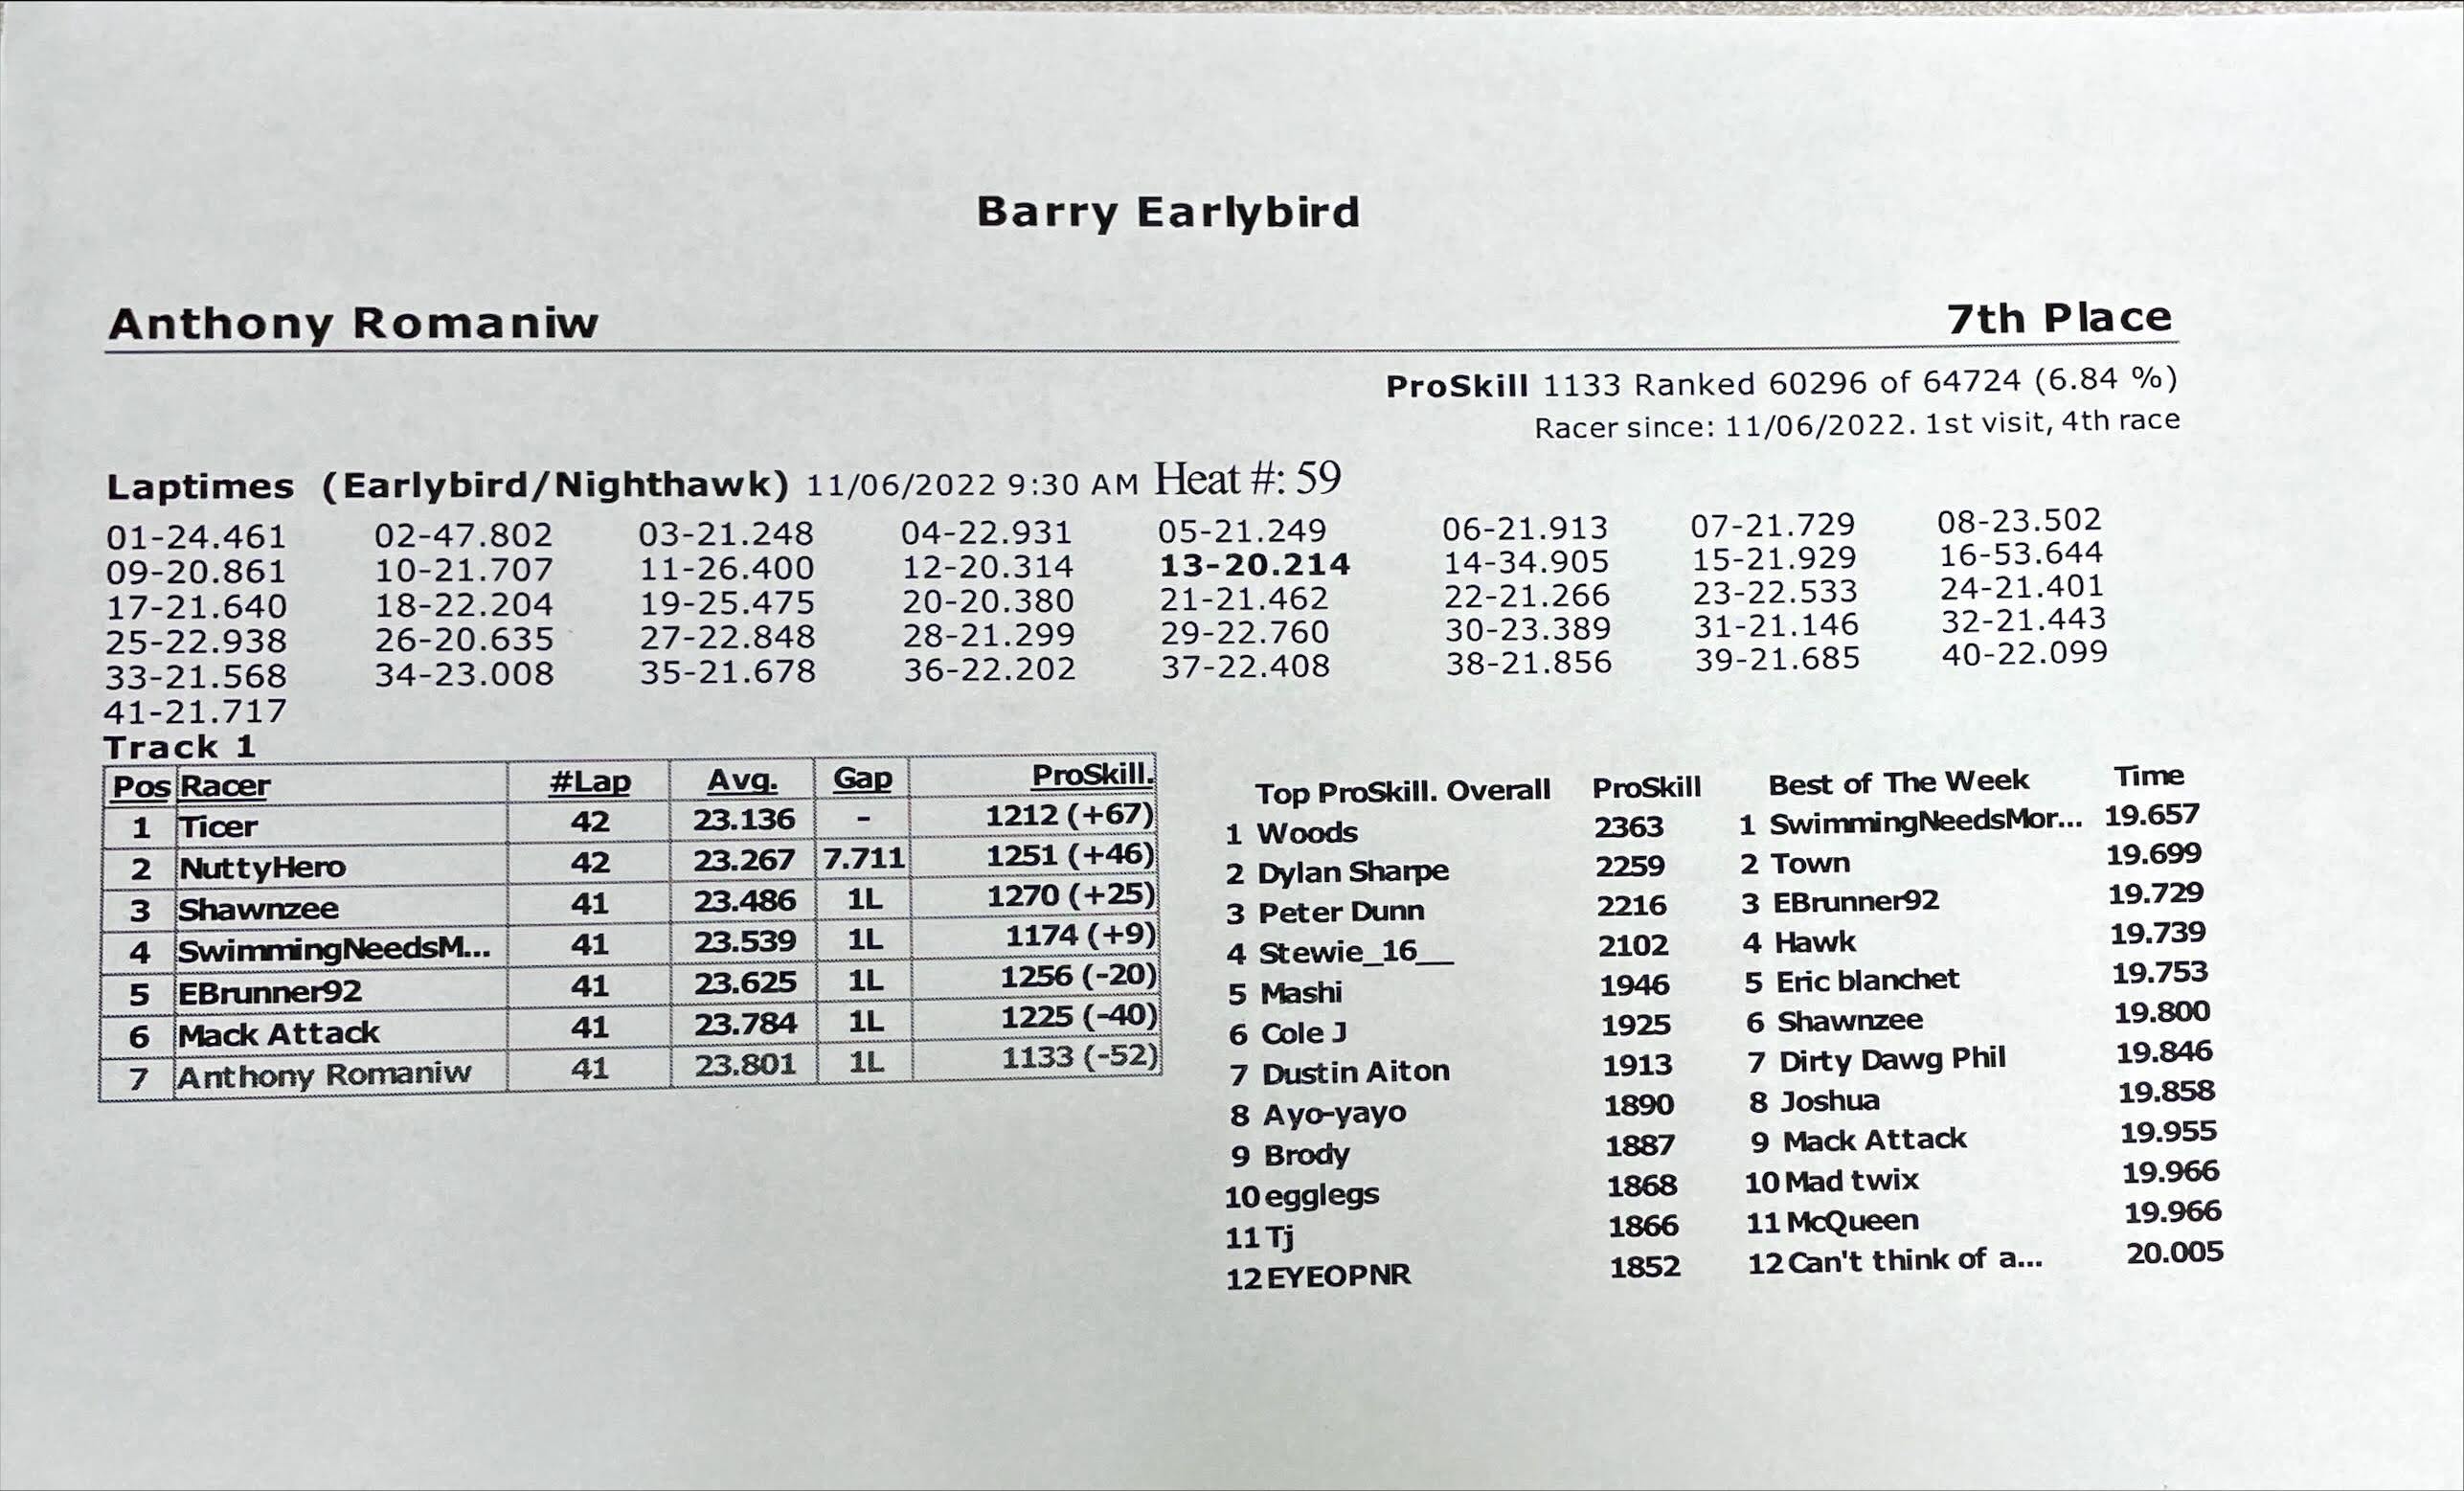 Barry Earlybird
Anthony Romaniw 7th Place
ProSkill 1133 Ranked 60296 of 64724 (6.84 %)
Racer since: 11/06/2022. 1st visit, 4th race
Laptimes (Earlybird/Nighthawk) 11/06/2022 9:30 AM Heat #: 59
01-24.461 02-47.802 03-21.248 04-22.931 05-21.249 06-21.913 07-21.729 08-23.502
09-20.861 10-21.707 11-26.400 12-20.314 13-20.214 14-34.905 15-21.929 16-53.644
17-21.640 18-22.204 19-25.475 20-20.380 21-21.462 22-21.266 23-22.533 24-21.401
25-22.938 26-20.635 27-22.848 28-21.299 29-22.760 30-23.389 31-21.146 32-21.443
33-21.568 34-23.008 35-21.678 36-22.202 37-22.408 38-21.856 39-21.685 40-22.099
41-21.717
Track 1
Pos Racer #Lap Avg. Gap ProSkill.
1 Ticer 42 23.136 - 1212 (+67)
2 NuttyHero 42 23.267 7.711 1251 (+46)
3 Shawnzee 41 23.486 1L 1270 (+25)
4 SwimmingNeedsM... 41 23.539 1L 1174 (+9)
5 EBrunner92 41 23.625 1L 1256 (-20)
6 Mack Attack 41 23.784 1L 1225 (-40)
7 Anthony Romaniw 41 23.801 1L 1133 (-52)
Top ProSkill. Overall ProSkill
1 Woods 2363
2 Dylan Sharpe 2259
3 Peter Dunn 2216
4 Stewie_16__ 2102
5 Mashi 1946
6 Cole J 1925
7 Dustin Aiton 1913
8 Ayo-yayo 1890
9 Brody 1887
10 egglegs 1868
11 Tj 1866
12 EYEOPNR 1852
Best of The Week Time
1 SwimmingNeedsMor... 19.657
2 Town 19.699
3 EBrunner92 19.729
4 Hawk 19.739
5 Eric blanchet 19.753
6 Shawnzee 19.800
7 Dirty Dawg Phil 19.846
8 Joshua 19.858
9 Mack Attack 19.955
10 Mad twix 19.966
11 McQueen 19.966
12 Can't think of a... 20.005